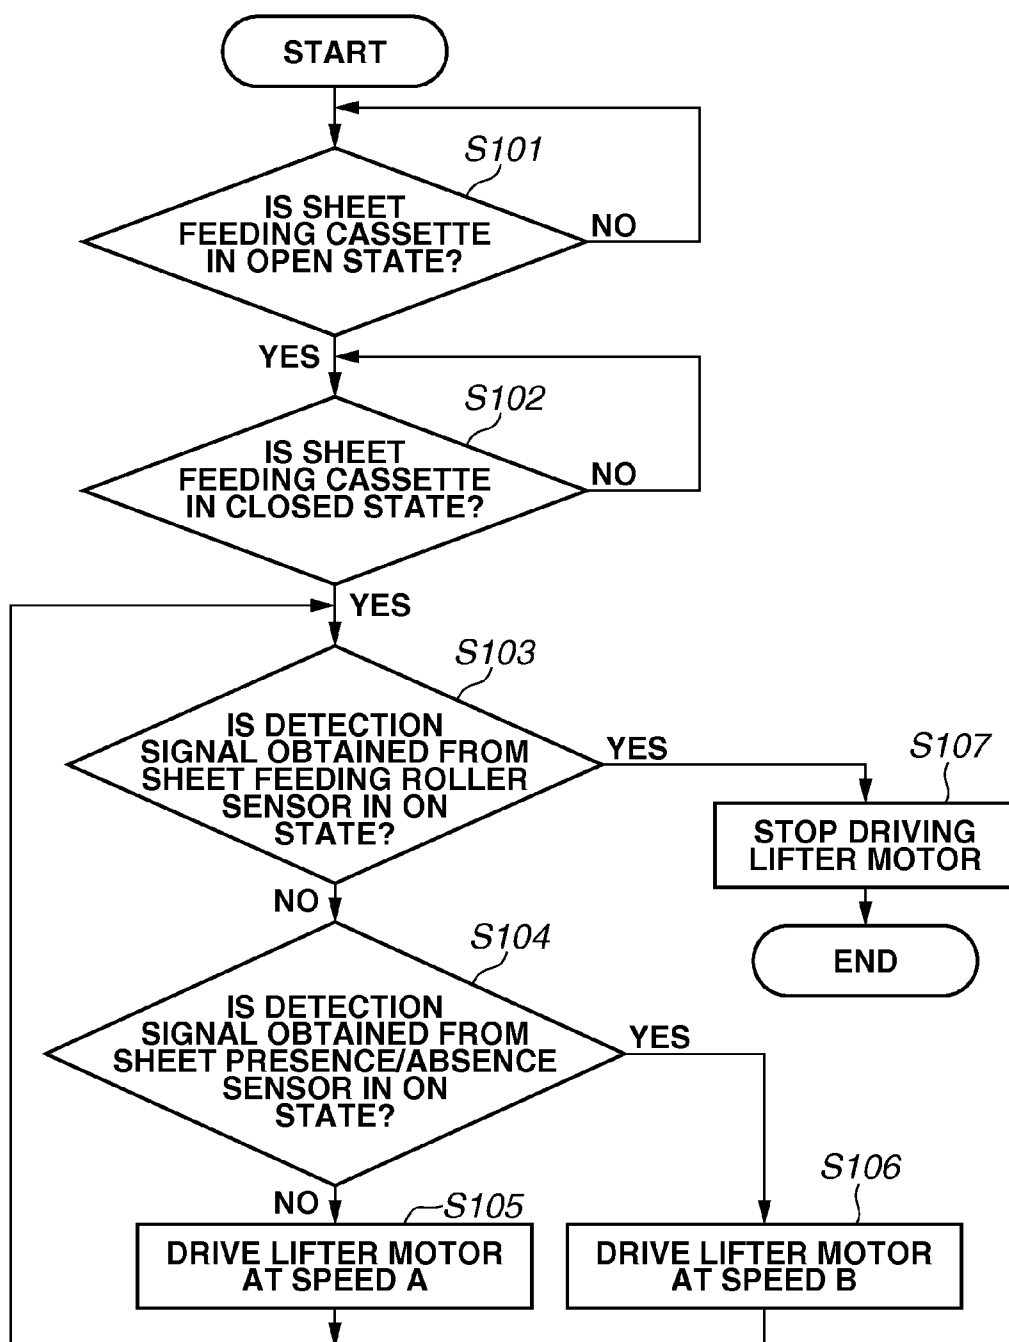 START
S101
IS SHEET
FEEDING CASSETTE
IN OPEN STATE?
NO
YES
S102
IS SHEET
FEEDING CASSETTE
IN CLOSED STATE?
NO
YES
S103
IS DETECTION
SIGNAL OBTAINED FROM
SHEET FEEDING ROLLER
SENSOR IN ON
STATE?
YES
S107
STOP DRIVING
LIFTER MOTOR
NO
END
S104
IS DETECTION
SIGNAL OBTAINED FROM
SHEET PRESENCE/ABSENCE
SENSOR IN ON
STATE?
YES
NO
S105
DRIVE LIFTER MOTOR
AT SPEED A
S106
DRIVE LIFTER MOTOR
AT SPEED B